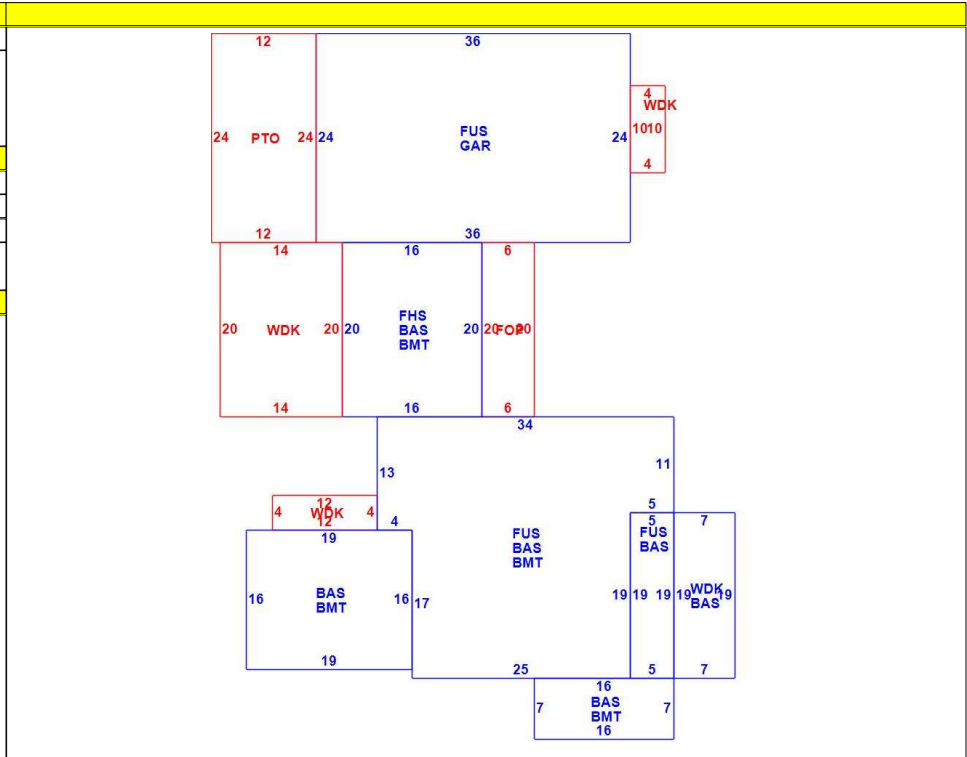 12
36
4
WDK
24 PTO 24 24
FUS
GAR
24
10 10
4
12
36
14
16
6
20 WDK 20 20
FHS
BAS
BMT
20 20 FOP 20
14
16
6
34
13
11
12
4 WDK 4
12
4
5
5
7
19
FUS
BAS
BMT
FUS
BAS
16
BAS
BMT
16 17
19 19 19 19 WDK 19
BAS
19
25
5
7
16
7
BAS
BMT
7
16